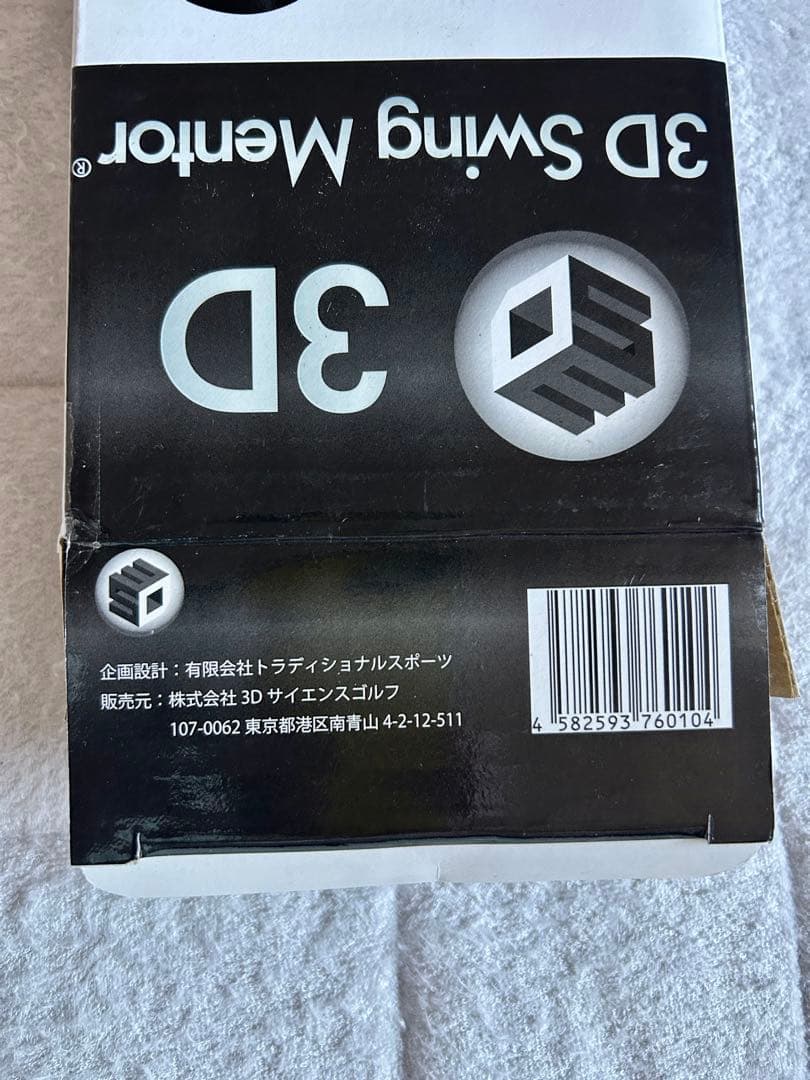 3D Swing Mentor®
3D
企画設計：有限会社トラディショナルスポーツ
販売元：株式会社 3D サイエンスゴルフ
107-0062 東京都港区南青山 4-2-12-511
4 582593 760104